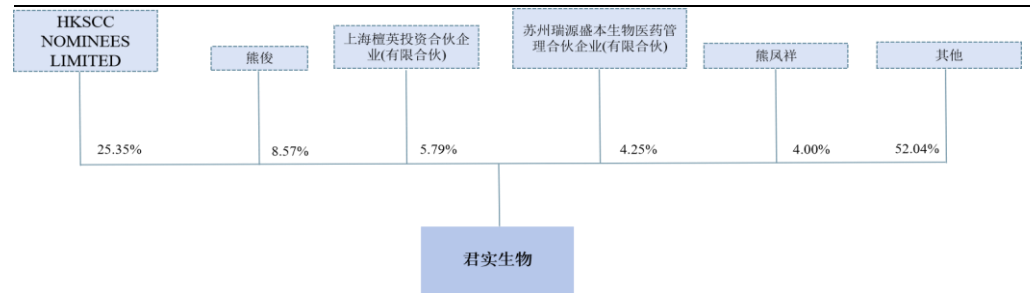 HKSCC
NOMINEES
LIMITED
熊俊
上海檀英投资合伙企
业(有限合伙)
苏州瑞源盛本生物医药管
理合伙企业(有限合伙)
熊凤祥
其他
25.35%
8.57%
5.79%
4.25%
4.00%
52.04%
君实生物